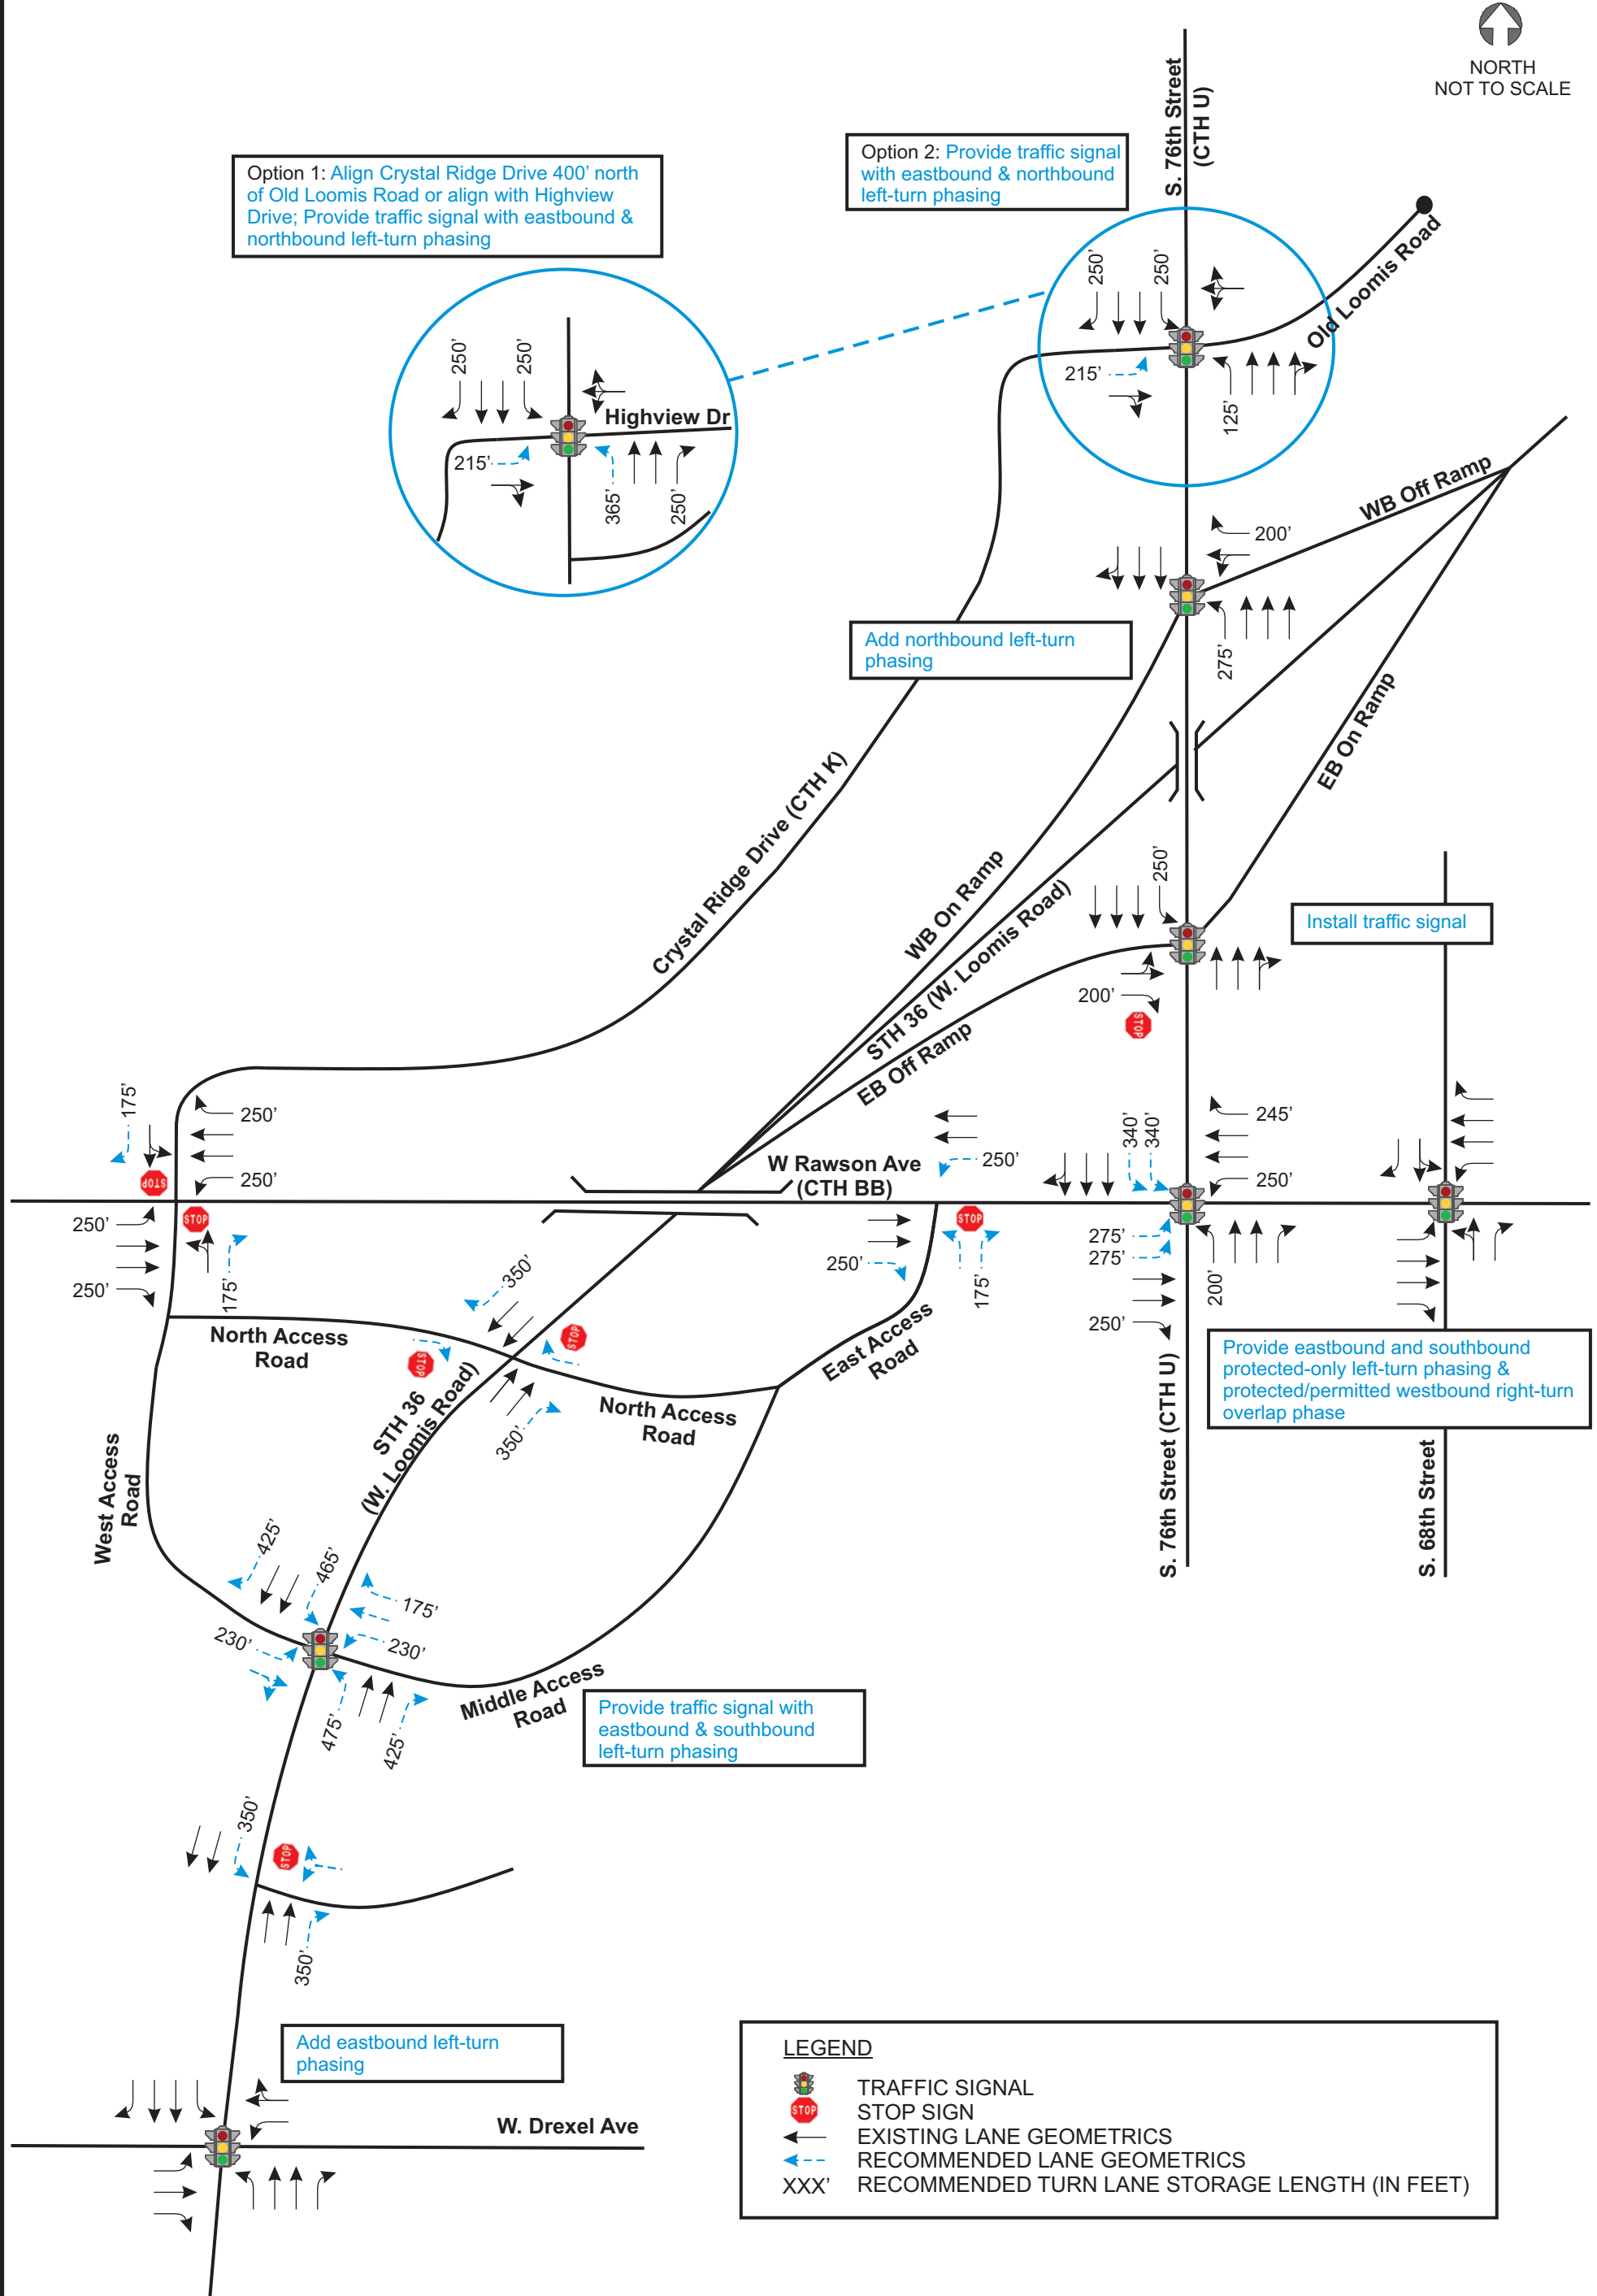 NORTH
NOT TO SCALE
S. 76th Street
(CTH U)
Option 1: Align Crystal Ridge Drive 400' north
of Old Loomis Road or align with Highview
Drive; Provide traffic signal with eastbound &
northbound left-turn phasing
Option 2: Provide traffic signal
with eastbound & northbound
left-turn phasing
Old Loomis Road
250'
250'
215'
125'
250'
250'
Highview Dr
215'
365'
250'
WB Off Ramp
200'
275'
Add northbound left-turn
phasing
EB On Ramp
Crystal Ridge Drive (CTH K)
WB On Ramp
STH 36 (W. Loomis Road)
EB Off Ramp
250'
200'
STOP
Install traffic signal
175'
250'
250'
STOP
250'
250'
STOP
175'
W Rawson Ave
(CTH BB)
250'
250'
STOP
175'
340'
340'
245'
250'
275'
275'
250'
200'
S. 76th Street (CTH U)
S. 68th Street
Provide eastbound and southbound
protected-only left-turn phasing &
protected/permitted westbound right-turn
overlap phase
North Access
Road
350'
STOP
STOP
350'
STH 36
(W. Loomis Road)
North Access
Road
East Access
Road
West Access
Road
425'
465'
175'
230'
230'
475'
425'
Middle Access
Road
Provide traffic signal with
eastbound & southbound
left-turn phasing
350'
STOP
350'
Add eastbound left-turn
phasing
W. Drexel Ave
LEGEND
TRAFFIC SIGNAL
STOP
STOP SIGN
EXISTING LANE GEOMETRICS
RECOMMENDED LANE GEOMETRICS
XXX' RECOMMENDED TURN LANE STORAGE LENGTH (IN FEET)